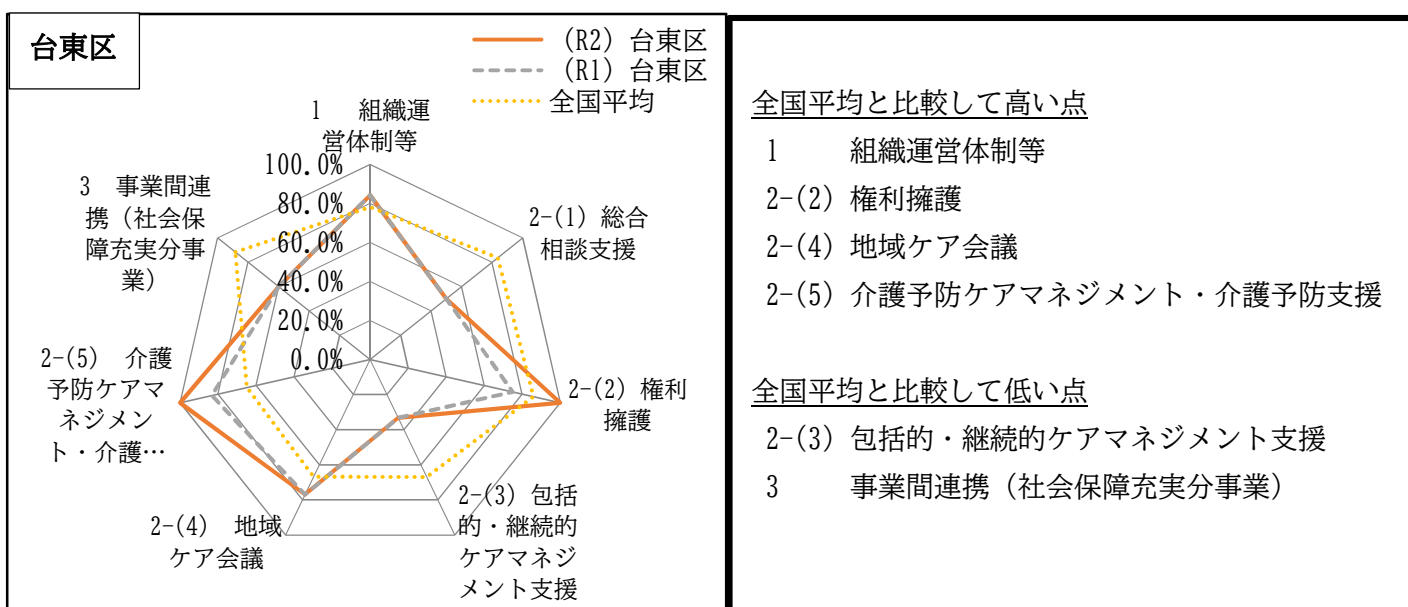 台東区
(R2) 台東区
(R1) 台東区
全国平均
1 組織運
営体制等
2-(1) 総合
相談支援
2-(2) 権利
擁護
2-(3) 包括
的・継続的
ケアマネジ
メント支援
2-(4) 地域
ケア会議
2-(5) 介護
予防ケアマ
ネジメン
ト・介護…
3 事業間連
携（社会保
障充実分事
業）
100.0%
80.0%
60.0%
40.0%
20.0%
0.0%
全国平均と比較して高い点
1 組織運営体制等
2-(2) 権利擁護
2-(4) 地域ケア会議
2-(5) 介護予防ケアマネジメント・介護予防支援
全国平均と比較して低い点
2-(3) 包括的・継続的ケアマネジメント支援
3 事業間連携（社会保障充実分事業）